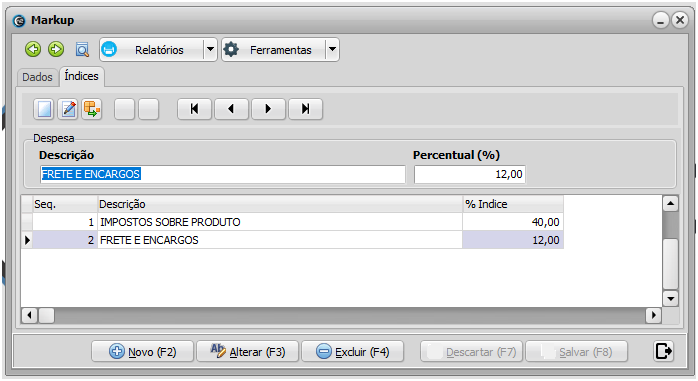 Markup
Relatórios Ferramentas
Dados Índices
Despesa
Descrição Percentual (%)
FRETE E ENCARGOS 12,00
Seq. Descrição % Indice
1 IMPOSTOS SOBRE PRODUTO 40,00
2 FRETE E ENCARGOS 12,00
Novo (F2) Alterar (F3) Excluir (F4) Descartar (F7) Salvar (F8)